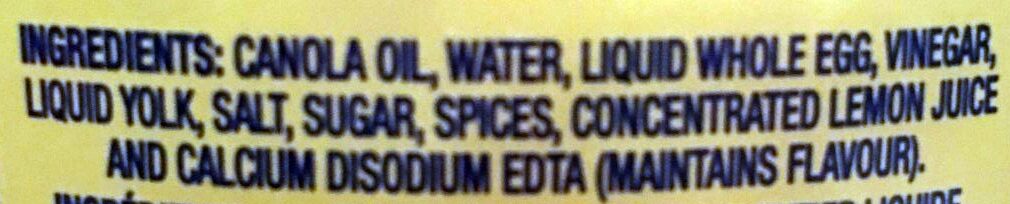 INGREDIENTS: CANOLA OIL, WATER, LIQUID WHOLE EGG, VINEGAR,
LIQUID YOLK, SALT, SUGAR, SPICES, CONCENTRATED LEMON JUICE
AND CALCIUM DISODIUM EDTA (MAINTAINS FLAVOUR).